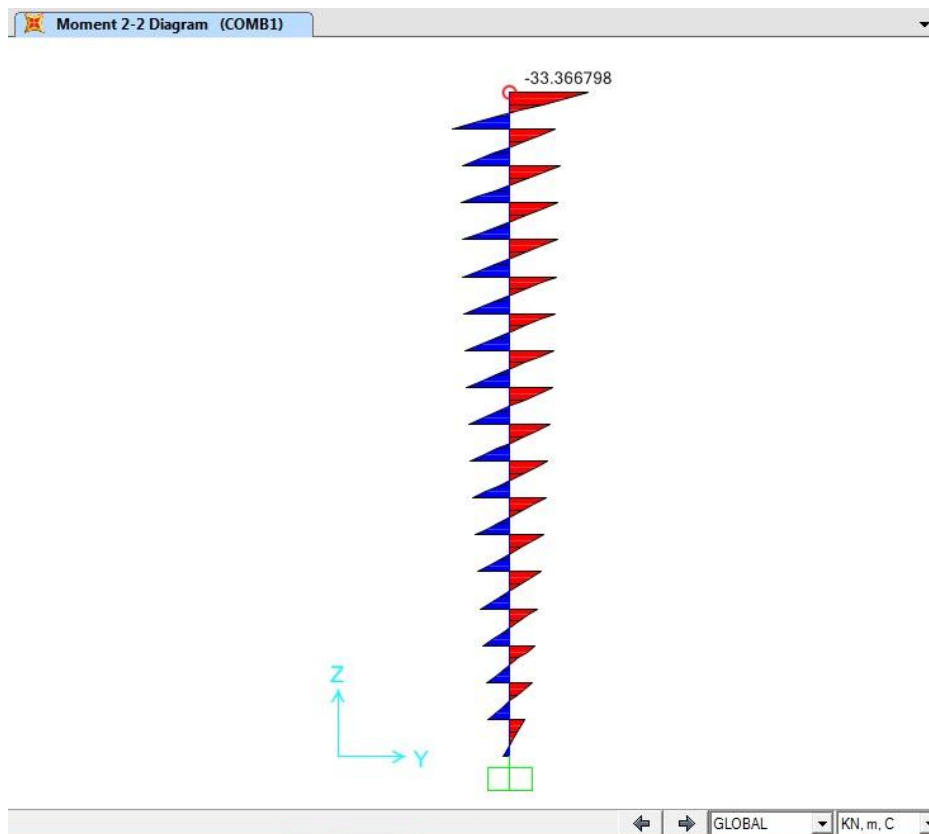 Moment 2-2 Diagram (COMB1)
-33.366798
Z
Y
GLOBAL
KN, m, C